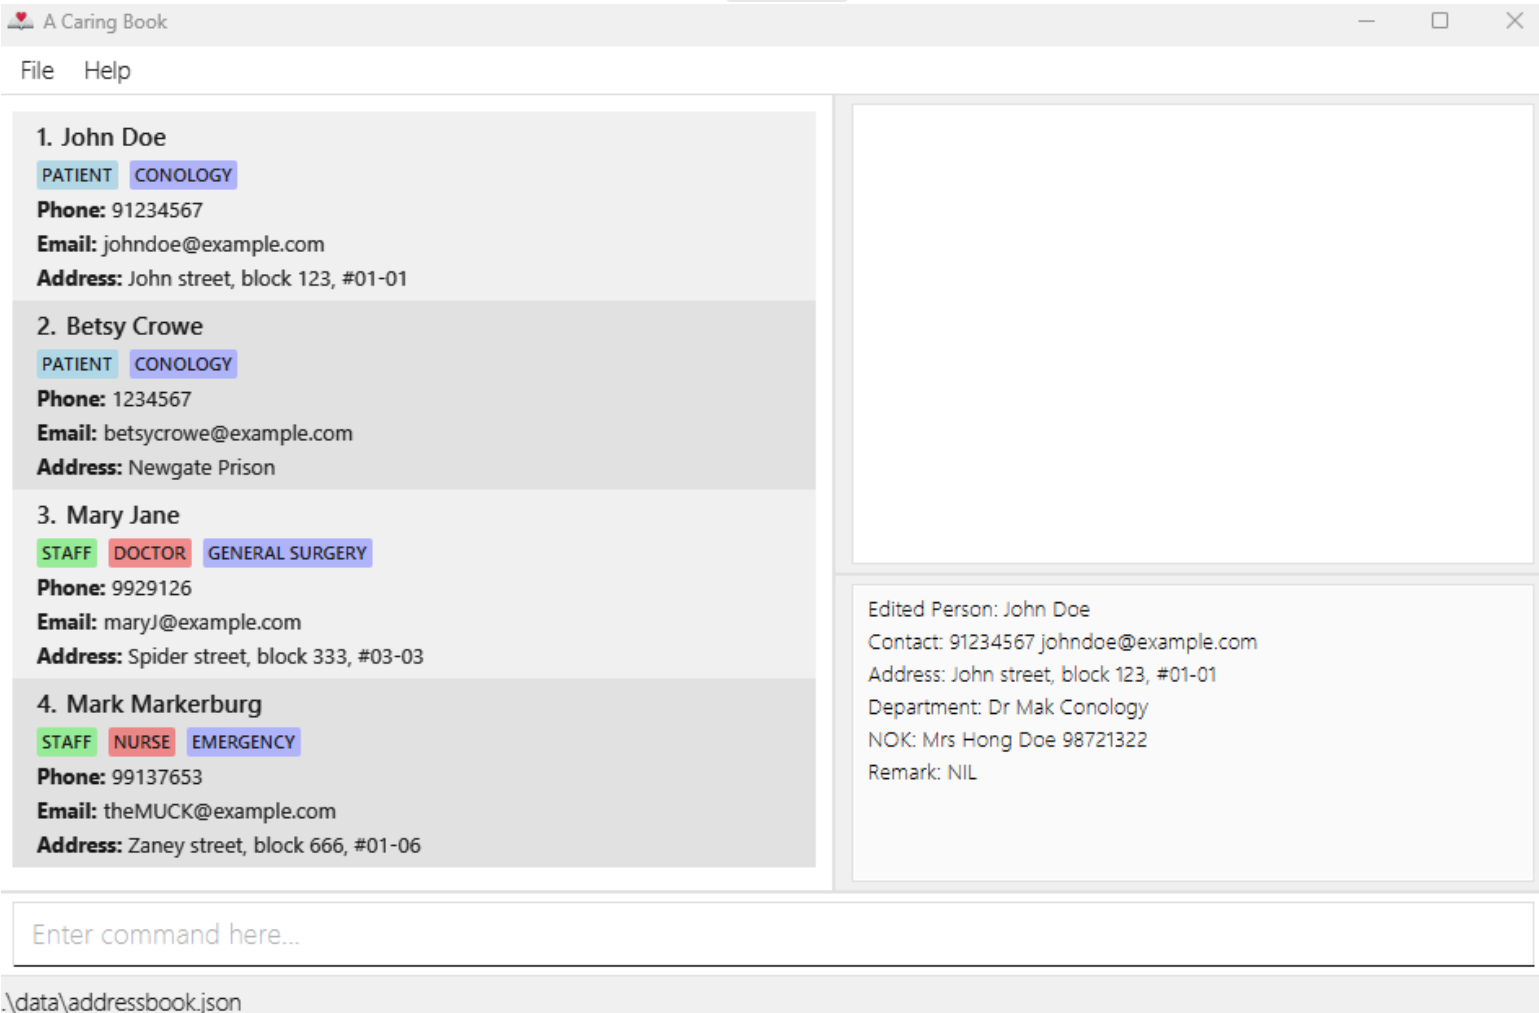 A Caring Book
File Help
1. John Doe
PATIENT CONOLOGY
Phone: 91234567
Email: johndoe@example.com
Address: John street, block 123, #01-01
2. Betsy Crowe
PATIENT CONOLOGY
Phone: 1234567
Email: betsycrowe@example.com
Address: Newgate Prison
3. Mary Jane
STAFF DOCTOR GENERAL SURGERY
Phone: 9929126
Email: maryJ@example.com
Address: Spider street, block 333, #03-03
4. Mark Markerburg
STAFF NURSE EMERGENCY
Phone: 99137653
Email: theMUCK@example.com
Address: Zaney street, block 666, #01-06
Edited Person: John Doe
Contact: 91234567 johndoe@example.com
Address: John street, block 123, #01-01
Department: Dr Mak Conology
NOK: Mrs Hong Doe 98721322
Remark: NIL
Enter command here...
.\data\addressbook.json